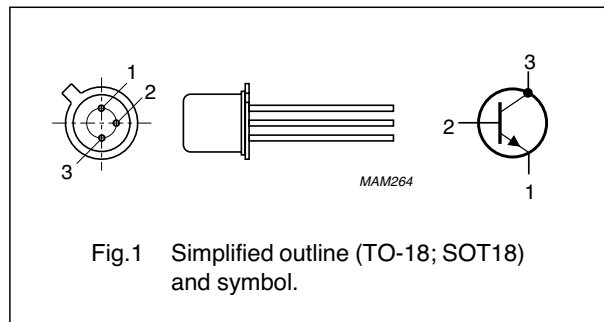 1
2
3
3
2
1
MAM264
Fig.1 Simplified outline (TO-18; SOT18)
and symbol.